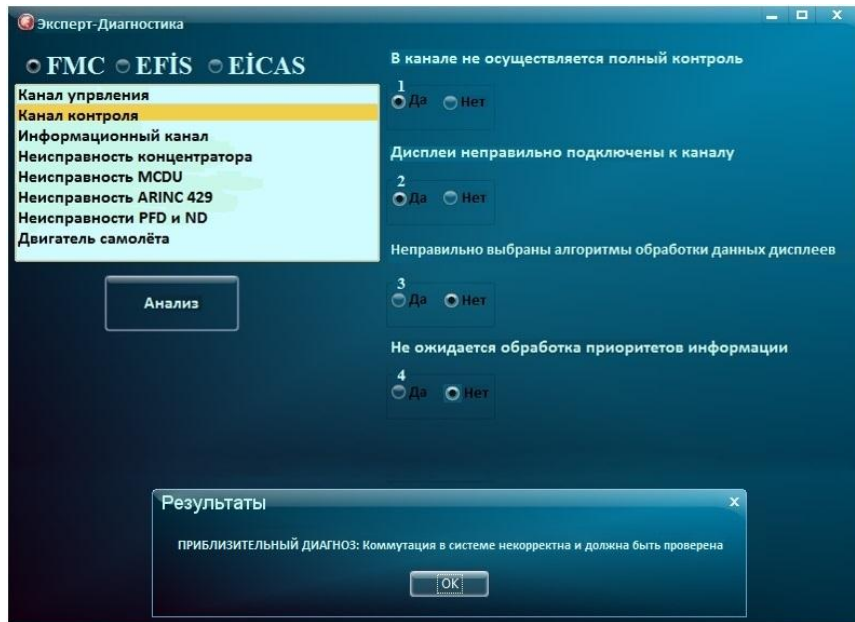 Эксперт-Диагностика
FMC EFİS EİCAS
Канал упрвления
Канал контроля
Информационный канал
Неисправность концентратора
Неисправность MCDU
Неисправность ARINC 429
Неисправности PFD и ND
Двигатель самолёта
Анализ
В канале не осуществляется полный контроль
1
Да Нет
Дисплеи неправильно подключены к каналу
2
Да Нет
Неправильно выбраны алгоритмы обработки данных дисплеев
3
Да Нет
Не ожидается обработка приоритетов информации
4
Да Нет
Результаты
ПРИБЛИЗИТЕЛЬНЫЙ ДИАГНОЗ: Коммутация в системе некорректна и должна быть проверена
OK